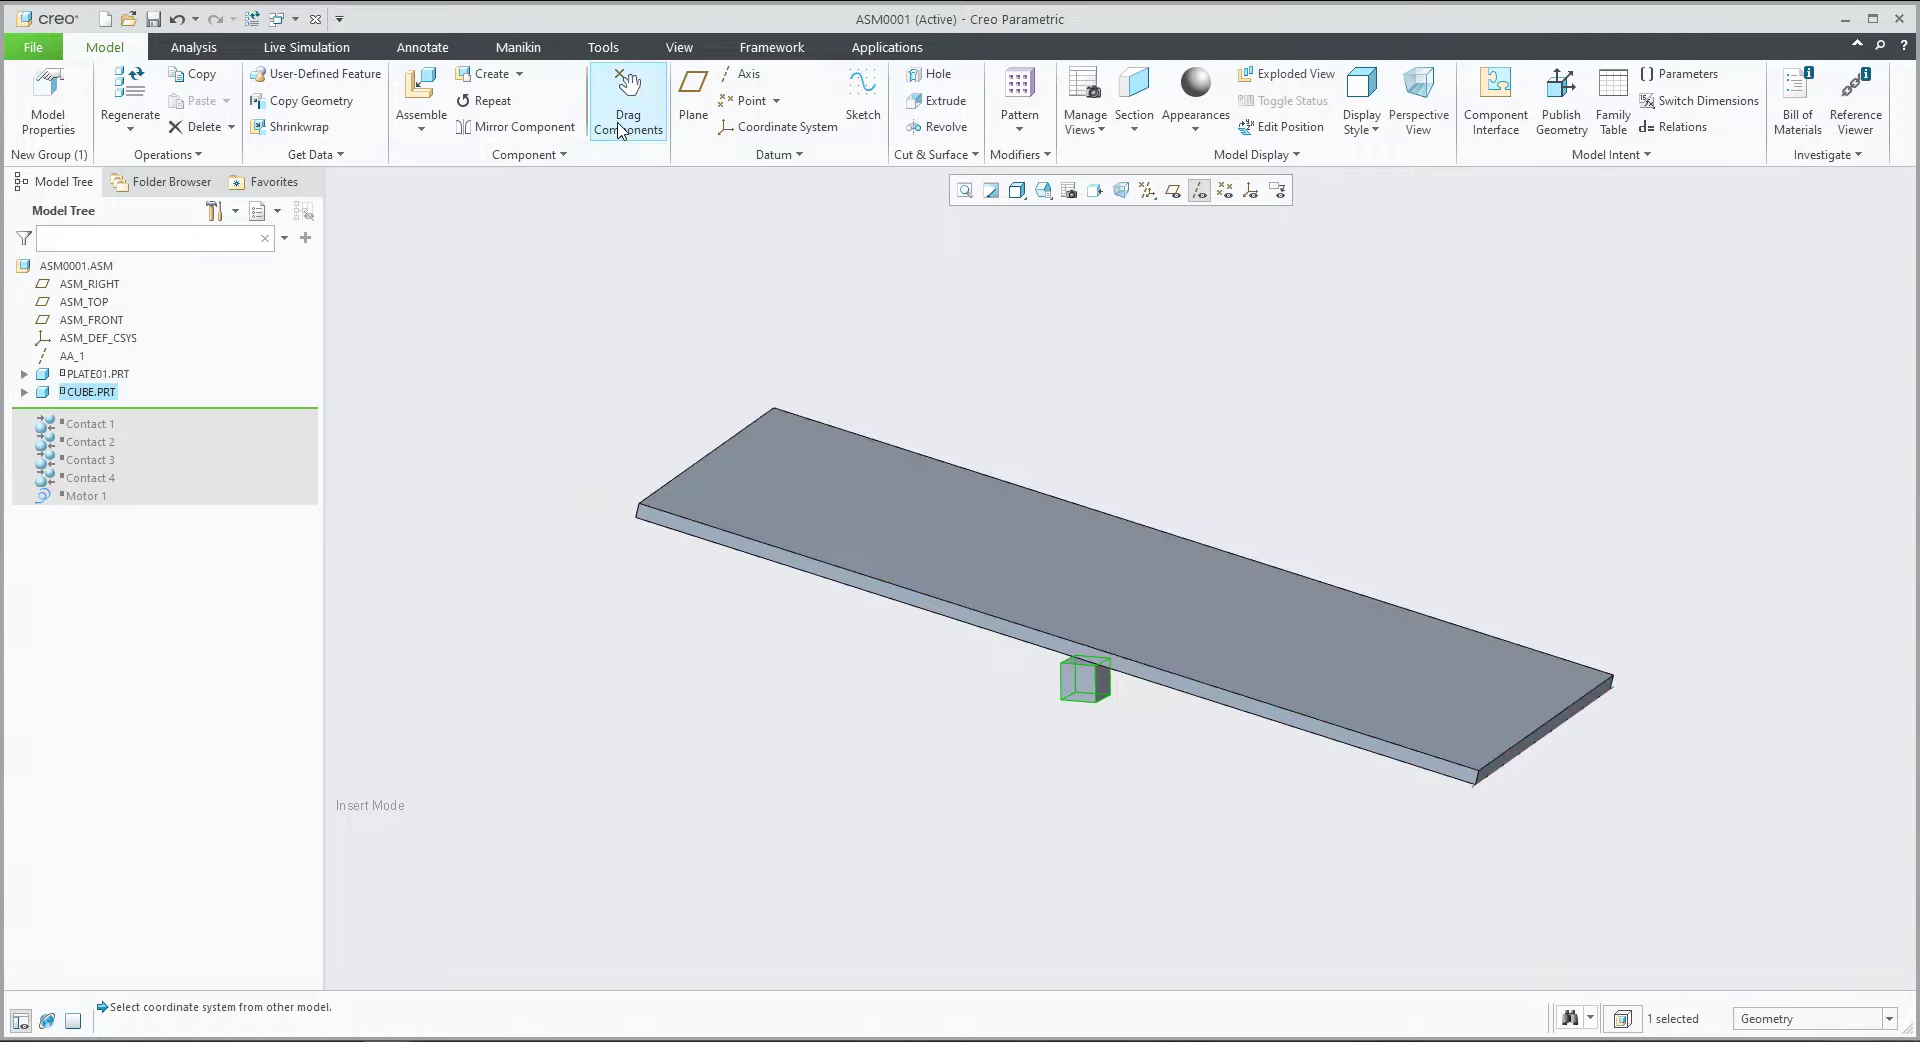 creo
ASM0001 (Active) - Creo Parametric
File
Model
Analysis
Live Simulation
Annotate
Manikin
Tools
View
Framework
Applications
?
Model
Properties
New Group (1)
Regenerate
Copy
Paste
Delete
Operations
User-Defined Feature
Copy Geometry
Shrinkwrap
Get Data
Assemble
Create
Repeat
Mirror Component
Component
Drag
Components
Plane
Axis
Point
Coordinate System
Sketch
Datum
Hole
Extrude
Revolve
Cut & Surface
Pattern
Modifiers
Manage
Views
Section
Appearances
Exploded View
Toggle Status
Edit Position
Display
Style
Perspective
View
Model Display
Component
Interface
Publish
Geometry
Family
Table
Parameters
Switch Dimensions
d= Relations
Model Intent
Bill of
Materials
Reference
Viewer
Investigate
Model Tree
Folder Browser
Favorites
Model Tree
ASM0001.ASM
ASM_RIGHT
ASM_TOP
ASM_FRONT
ASM_DEF_CSYS
AA_1
PLATE01.PRT
CUBE.PRT
Contact 1
Contact 2
Contact 3
Contact 4
Motor 1
Insert Mode
Select coordinate system from other model.
1 selected
Geometry